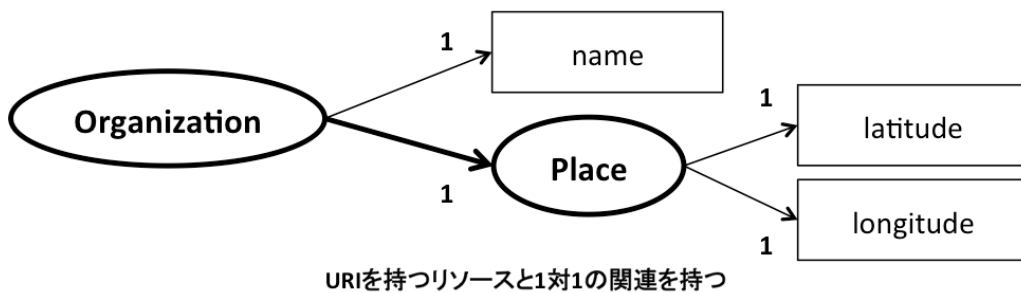 1
name
Organization
1
Place
1
latitude
longitude
1
URIを持つリソースと1対1の関連を持つ